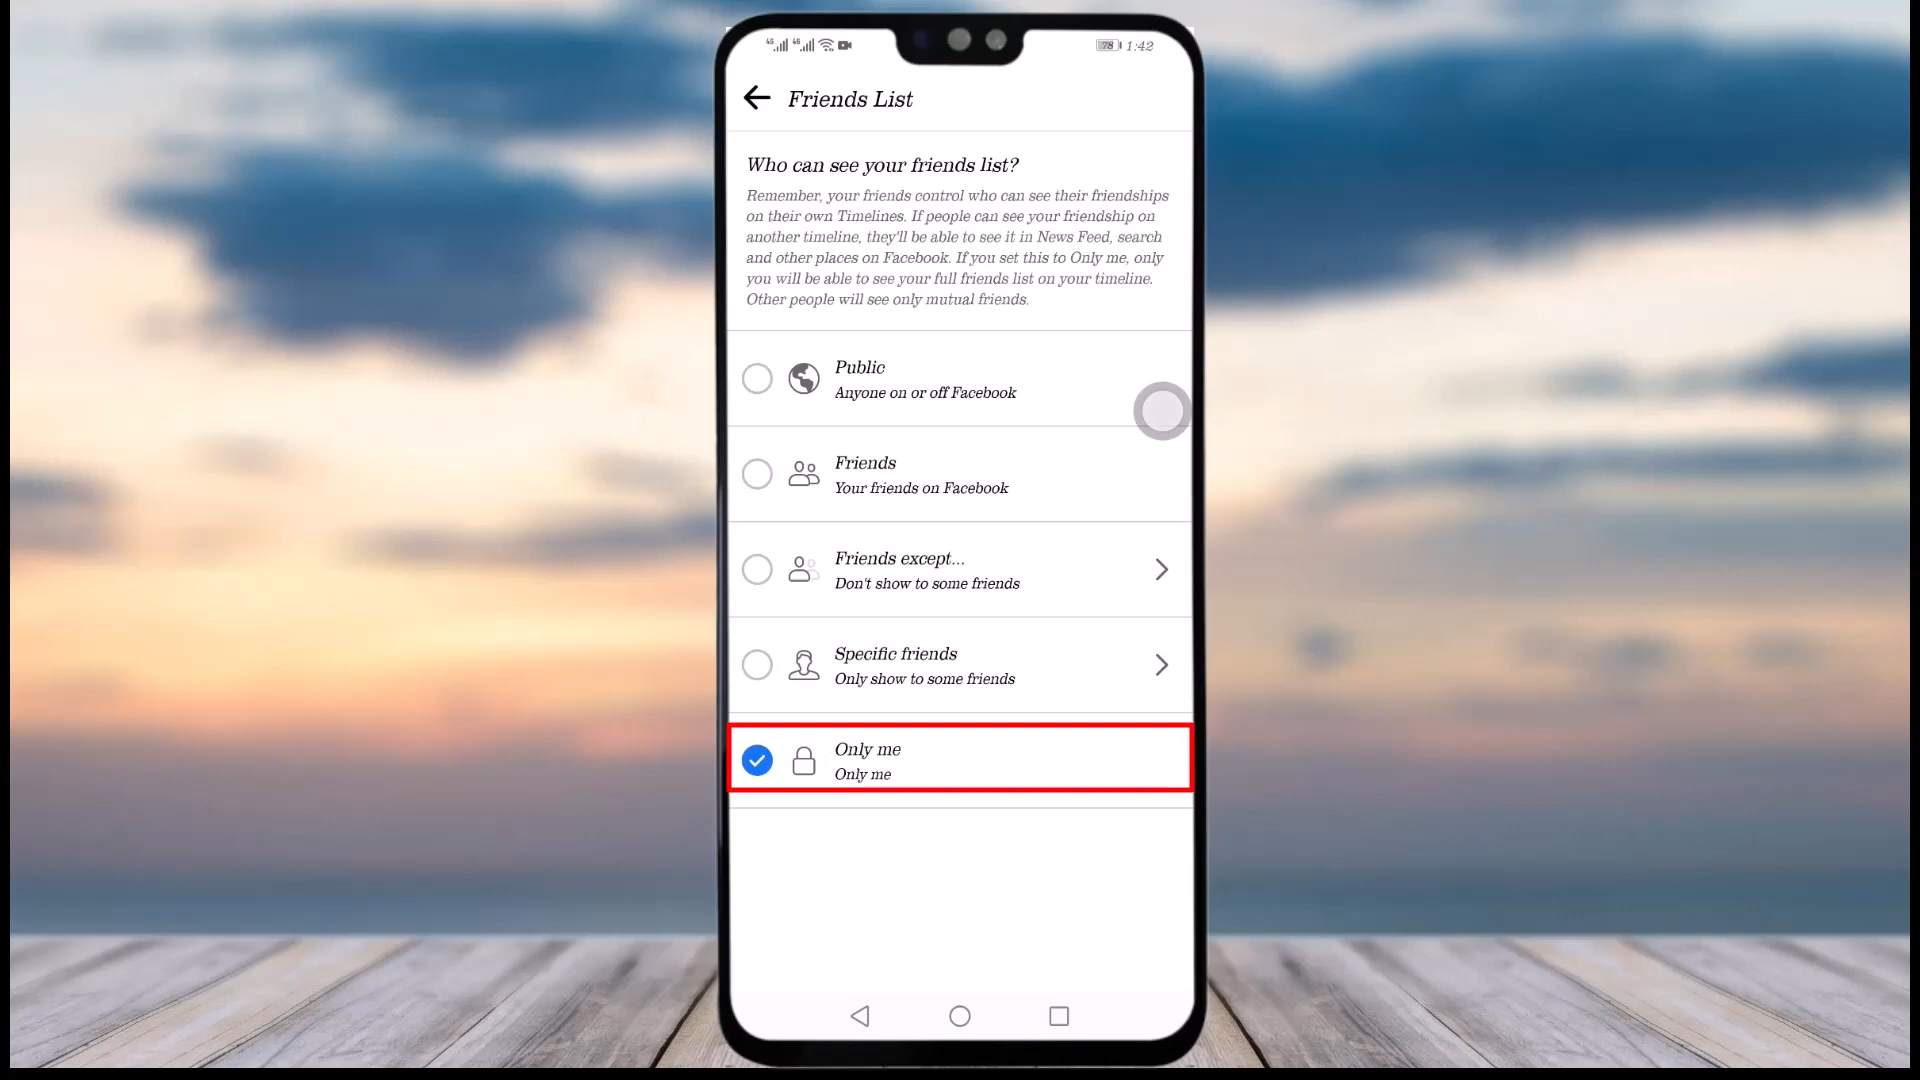 4G 4G 78 1:42
Friends List
Who can see your friends list?
Remember, your friends control who can see their friendships
on their own Timelines. If people can see your friendship on
another timeline, they'll be able to see it in News Feed, search
and other places on Facebook. If you set this to Only me, only
you will be able to see your full friends list on your timeline.
Other people will see only mutual friends.
Public
Anyone on or off Facebook
Friends
Your friends on Facebook
Friends except...
Don't show to some friends
Specific friends
Only show to some friends
Only me
Only me